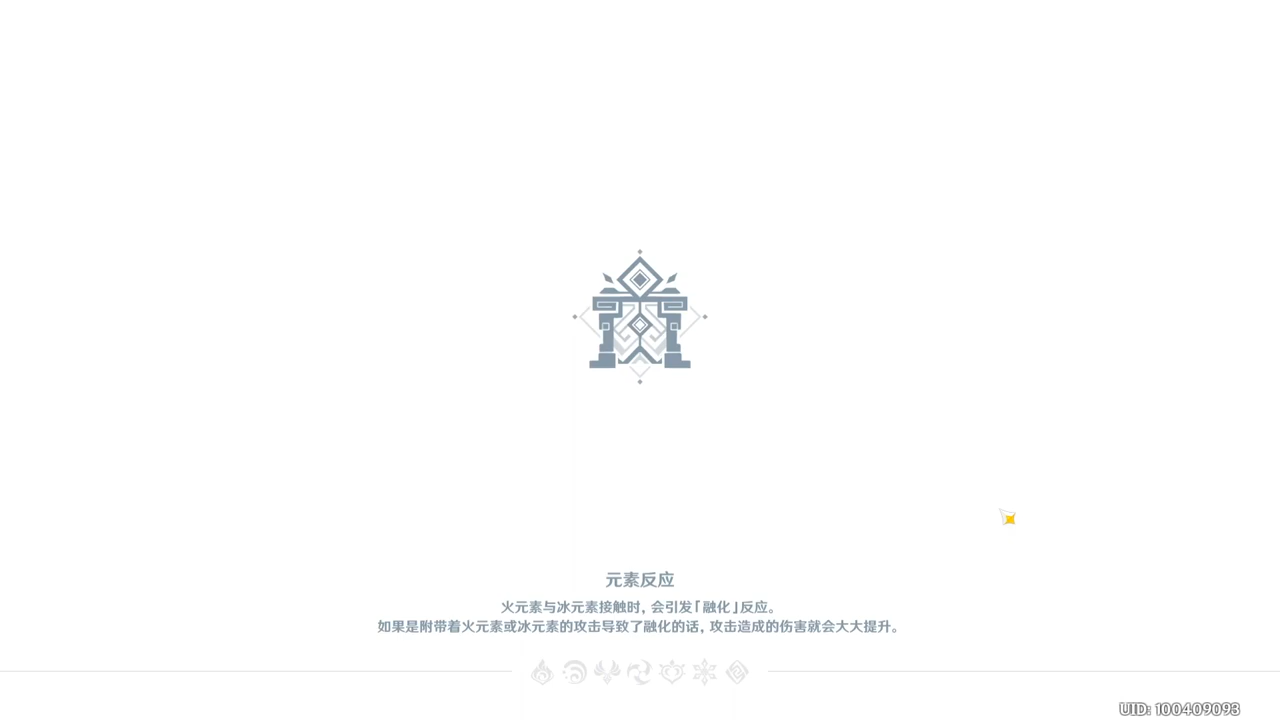 元素反应
火元素与冰元素接触时，会引发「融化」反应。
如果是附带着火元素或冰元素的攻击导致了融化的话，攻击造成的伤害就会大大提升。
UID: 100409093